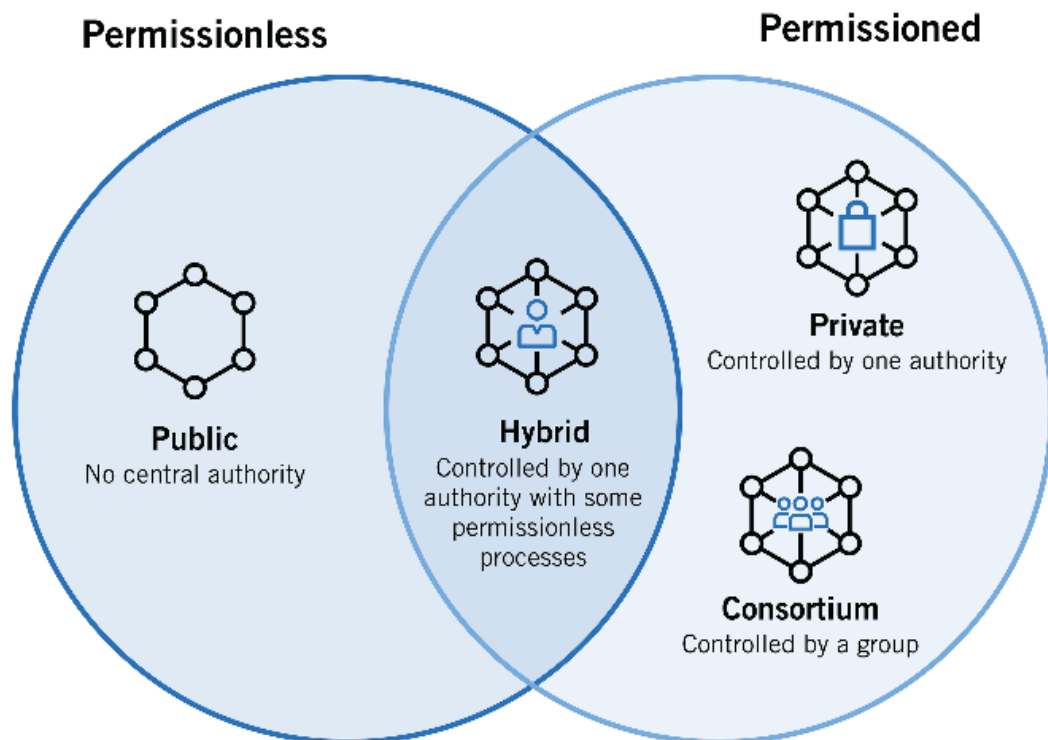 Permissionless
Permissioned
Public
No central authority
Hybrid
Controlled by one
authority with some
permissionless
processes
Private
Controlled by one authority
Consortium
Controlled by a group